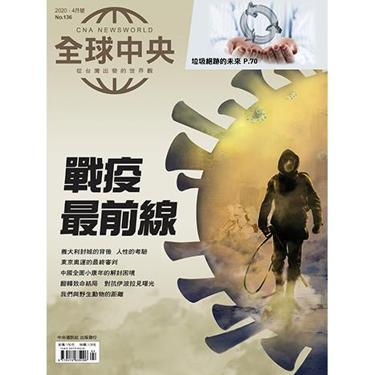 2020・4月號
No.136
CNA NEWSWORLD
全球中央
從台灣出發的世界觀
垃圾絕跡的未來 P.70
戰疫
最前線
義大利封城的背後 人性的考驗
東京奧運的最終審判
中國全面小康年的解封困境
翻轉致命結局 對抗伊波拉見曙光
我們與野生動物的距離
中央通訊社 出版發行